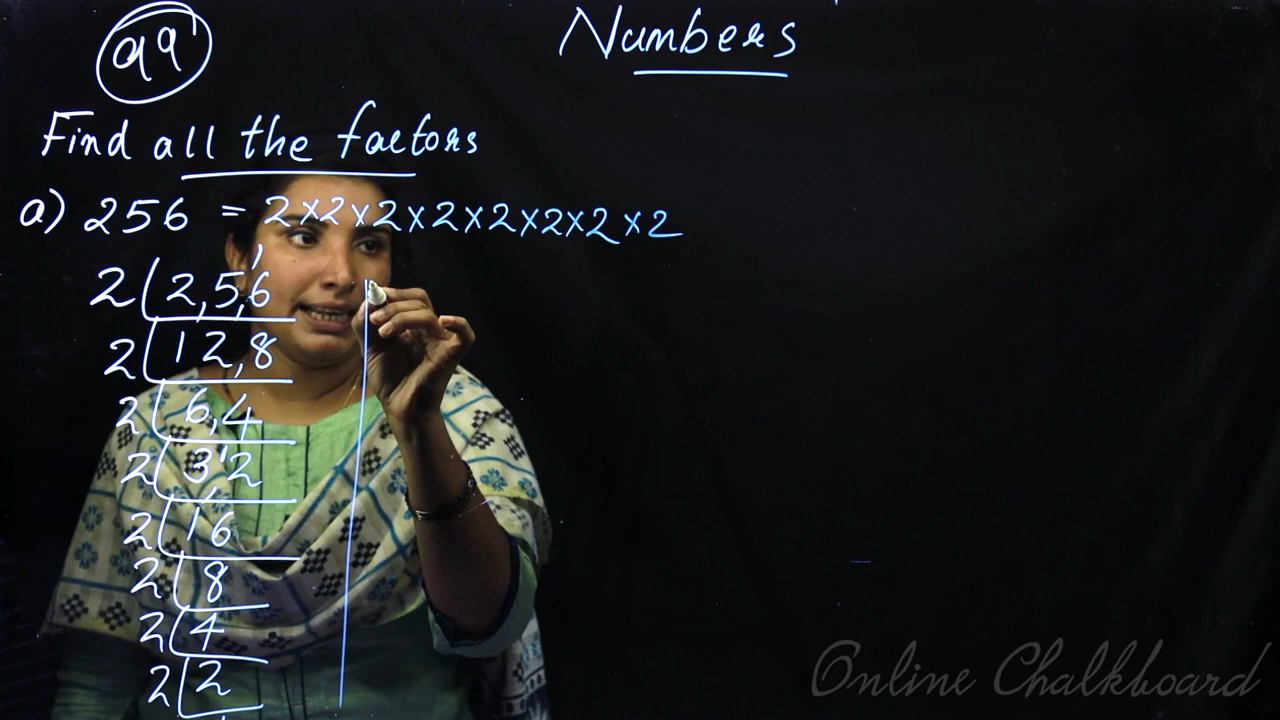 99
Numbers
Find all the factors
a) 256 = 2×2×2×2×2×2×2×2
2 2,5,6
2 12,8
2 6,4
2 3,2
2 16
2 8
2 4
2 2
Online Chalkboard